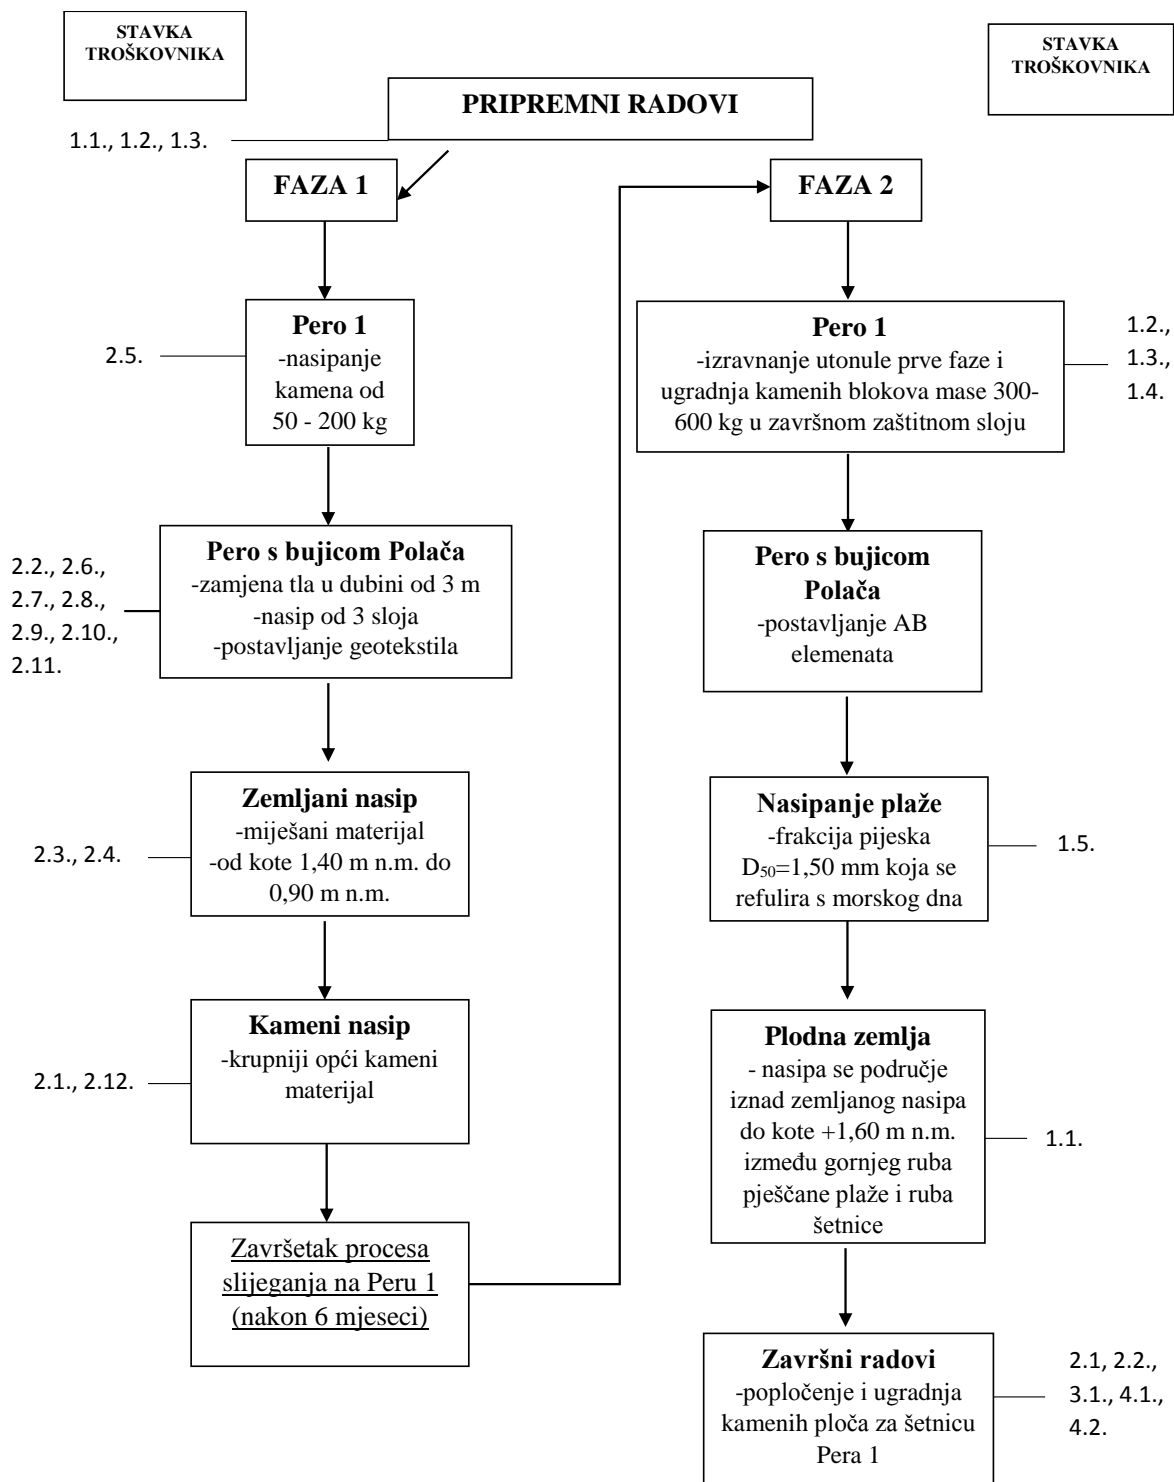 STAVKA
TROŠKOVNIKA
STAVKA
TROŠKOVNIKA
PRIPREMNI RADOVI
1.1., 1.2., 1.3.
FAZA 1
Pero 1
-nasipanje
kamena od
50 - 200 kg
2.5.
Pero s bujicom Polača
-zamjena tla u dubini od 3 m
-nasip od 3 sloja
-postavljanje geotekstila
2.2., 2.6.,
2.7., 2.8.,
2.9., 2.10.,
2.11.
Zemljani nasip
-miješani materijal
-od kote 1,40 m n.m. do
0,90 m n.m.
2.3., 2.4.
Kameni nasip
-krupniji opći kameni
materijal
2.1., 2.12.
Završetak procesa
slijeganja na Peru 1
(nakon 6 mjeseci)
FAZA 2
Pero 1
-izravnanje utonule prve faze i
ugradnja kamenih blokova mase 300-
600 kg u završnom zaštitnom sloju
1.2.,
1.3.,
1.4.
Pero s bujicom
Polača
-postavljanje AB
elemenata
Nasipanje plaže
-frakcija pijeska
D₅₀=1,50 mm koja se
refulira s morskog dna
1.5.
Plodna zemlja
- nasipa se područje
iznad zemljanog nasipa
do kote +1,60 m n.m.
između gornjeg ruba
pješčane plaže i ruba
šetnice
1.1.
Završni radovi
-popločenje i ugradnja
kamenih ploča za šetnicu
Pera 1
2.1, 2.2.,
3.1., 4.1.,
4.2.